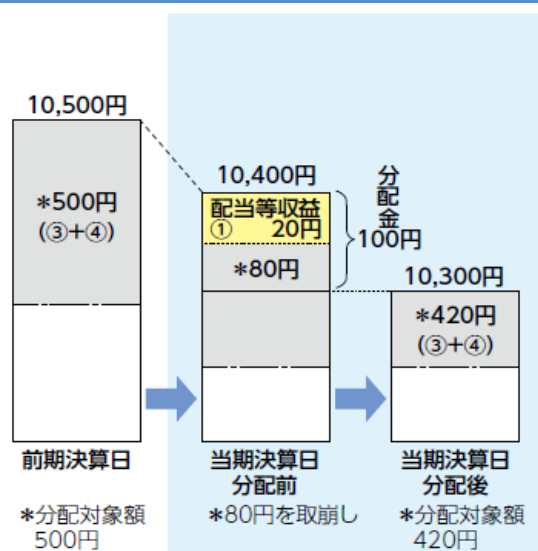 10,500円
*500円
(③+④)
前期決算日
*分配対象額
500円
10,400円
配当等収益
① 20円
*80円
分配金
100円
当期決算日
分配前
*80円を取崩し
10,300円
*420円
(③+④)
当期決算日
分配後
*分配対象額
420円